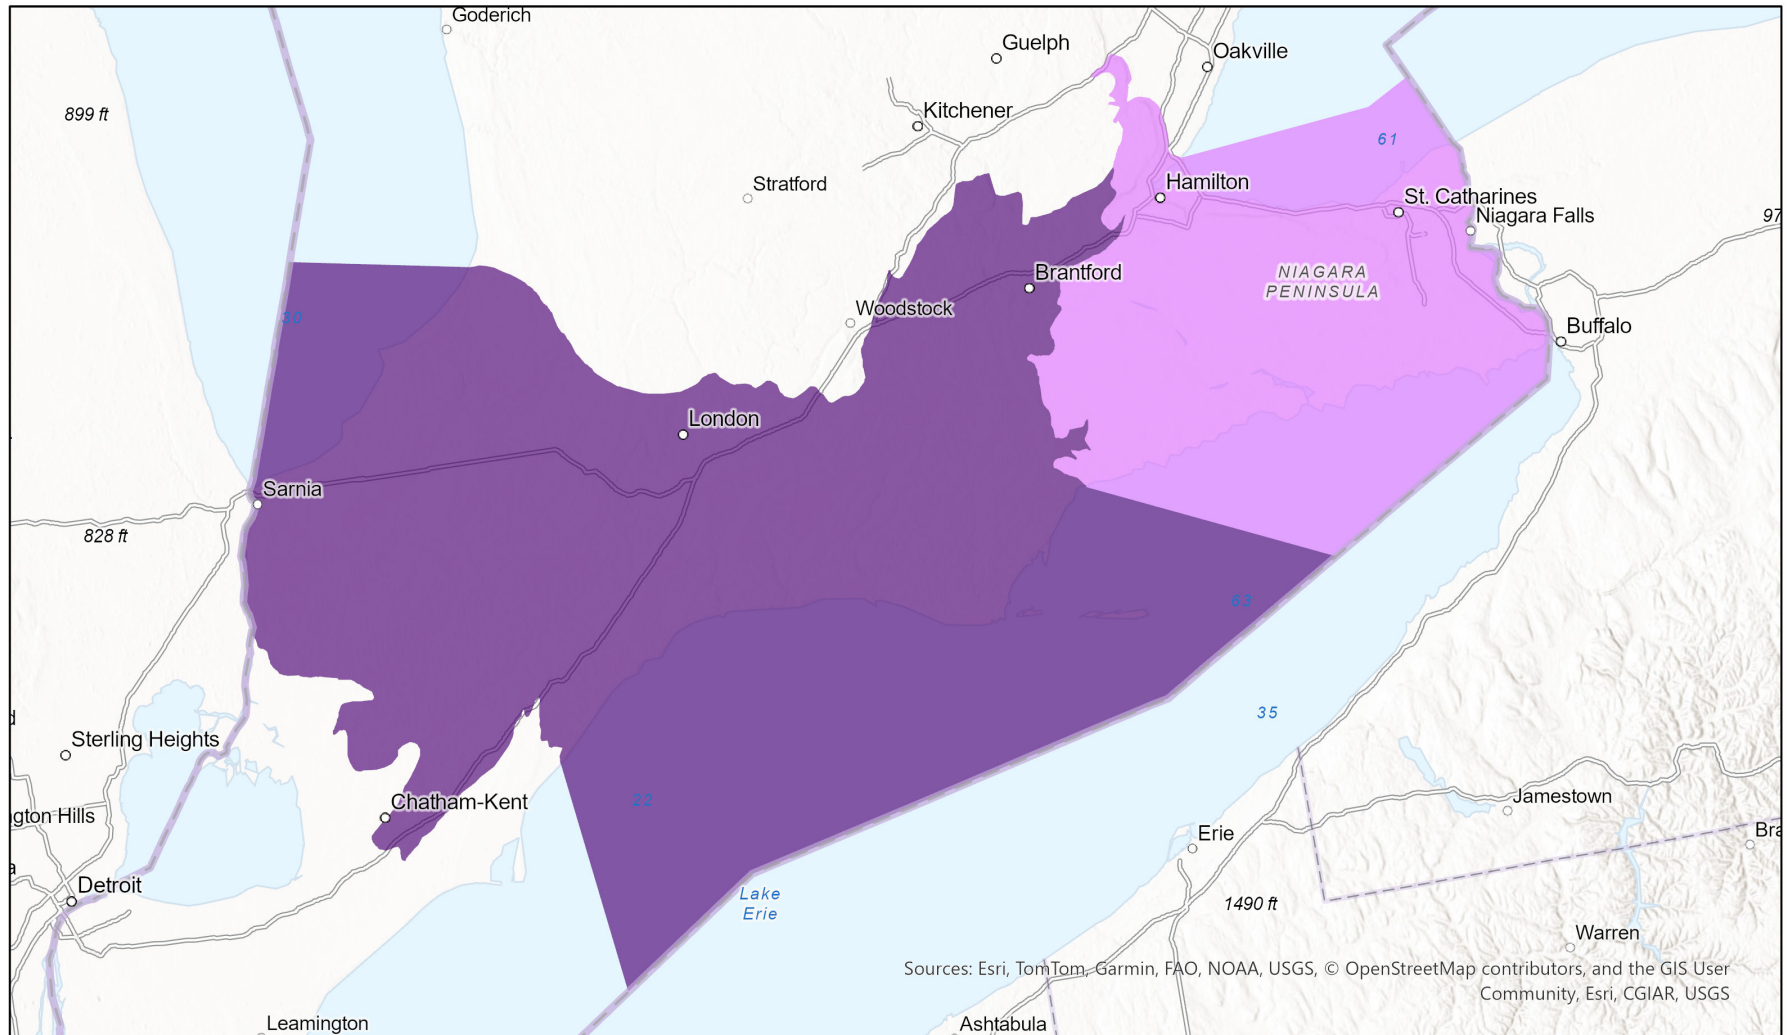 Goderich
Guelph
Oakville
899 ft
Kitchener
61
Stratford
Hamilton
St. Catharines
Niagara Falls
97
Brantford
NIAGARA
PENINSULA
30
Woodstock
Buffalo
London
Sarnia
828 ft
63
35
Sterling Heights
22
Chatham-Kent
Jamestown
gton Hills
Erie
Bra
Detroit
Lake
Erie
1490 ft
Warren
Sources: Esri, TomTom, Garmin, FAO, NOAA, USGS, © OpenStreetMap contributors, and the GIS User
Community, Esri, CGIAR, USGS
Leamington
Ashtabula